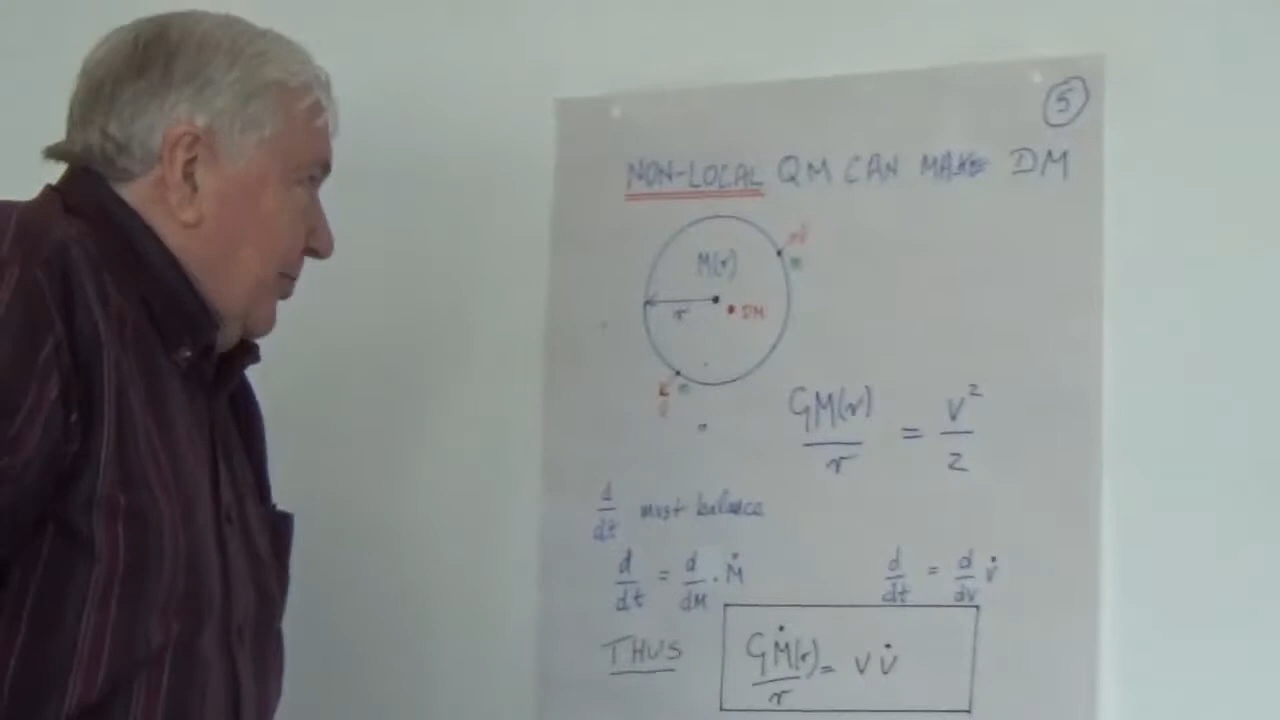 5
NON-LOCAL QM CAN MAKE DM
M(r)
m
r
DM
m
GM(r)/r = v²/2
d/dt must balance
d/dt = d/dM · Ṁ
d/dt = d/dv v̇
THUS
GṀ(r)/r = v v̇